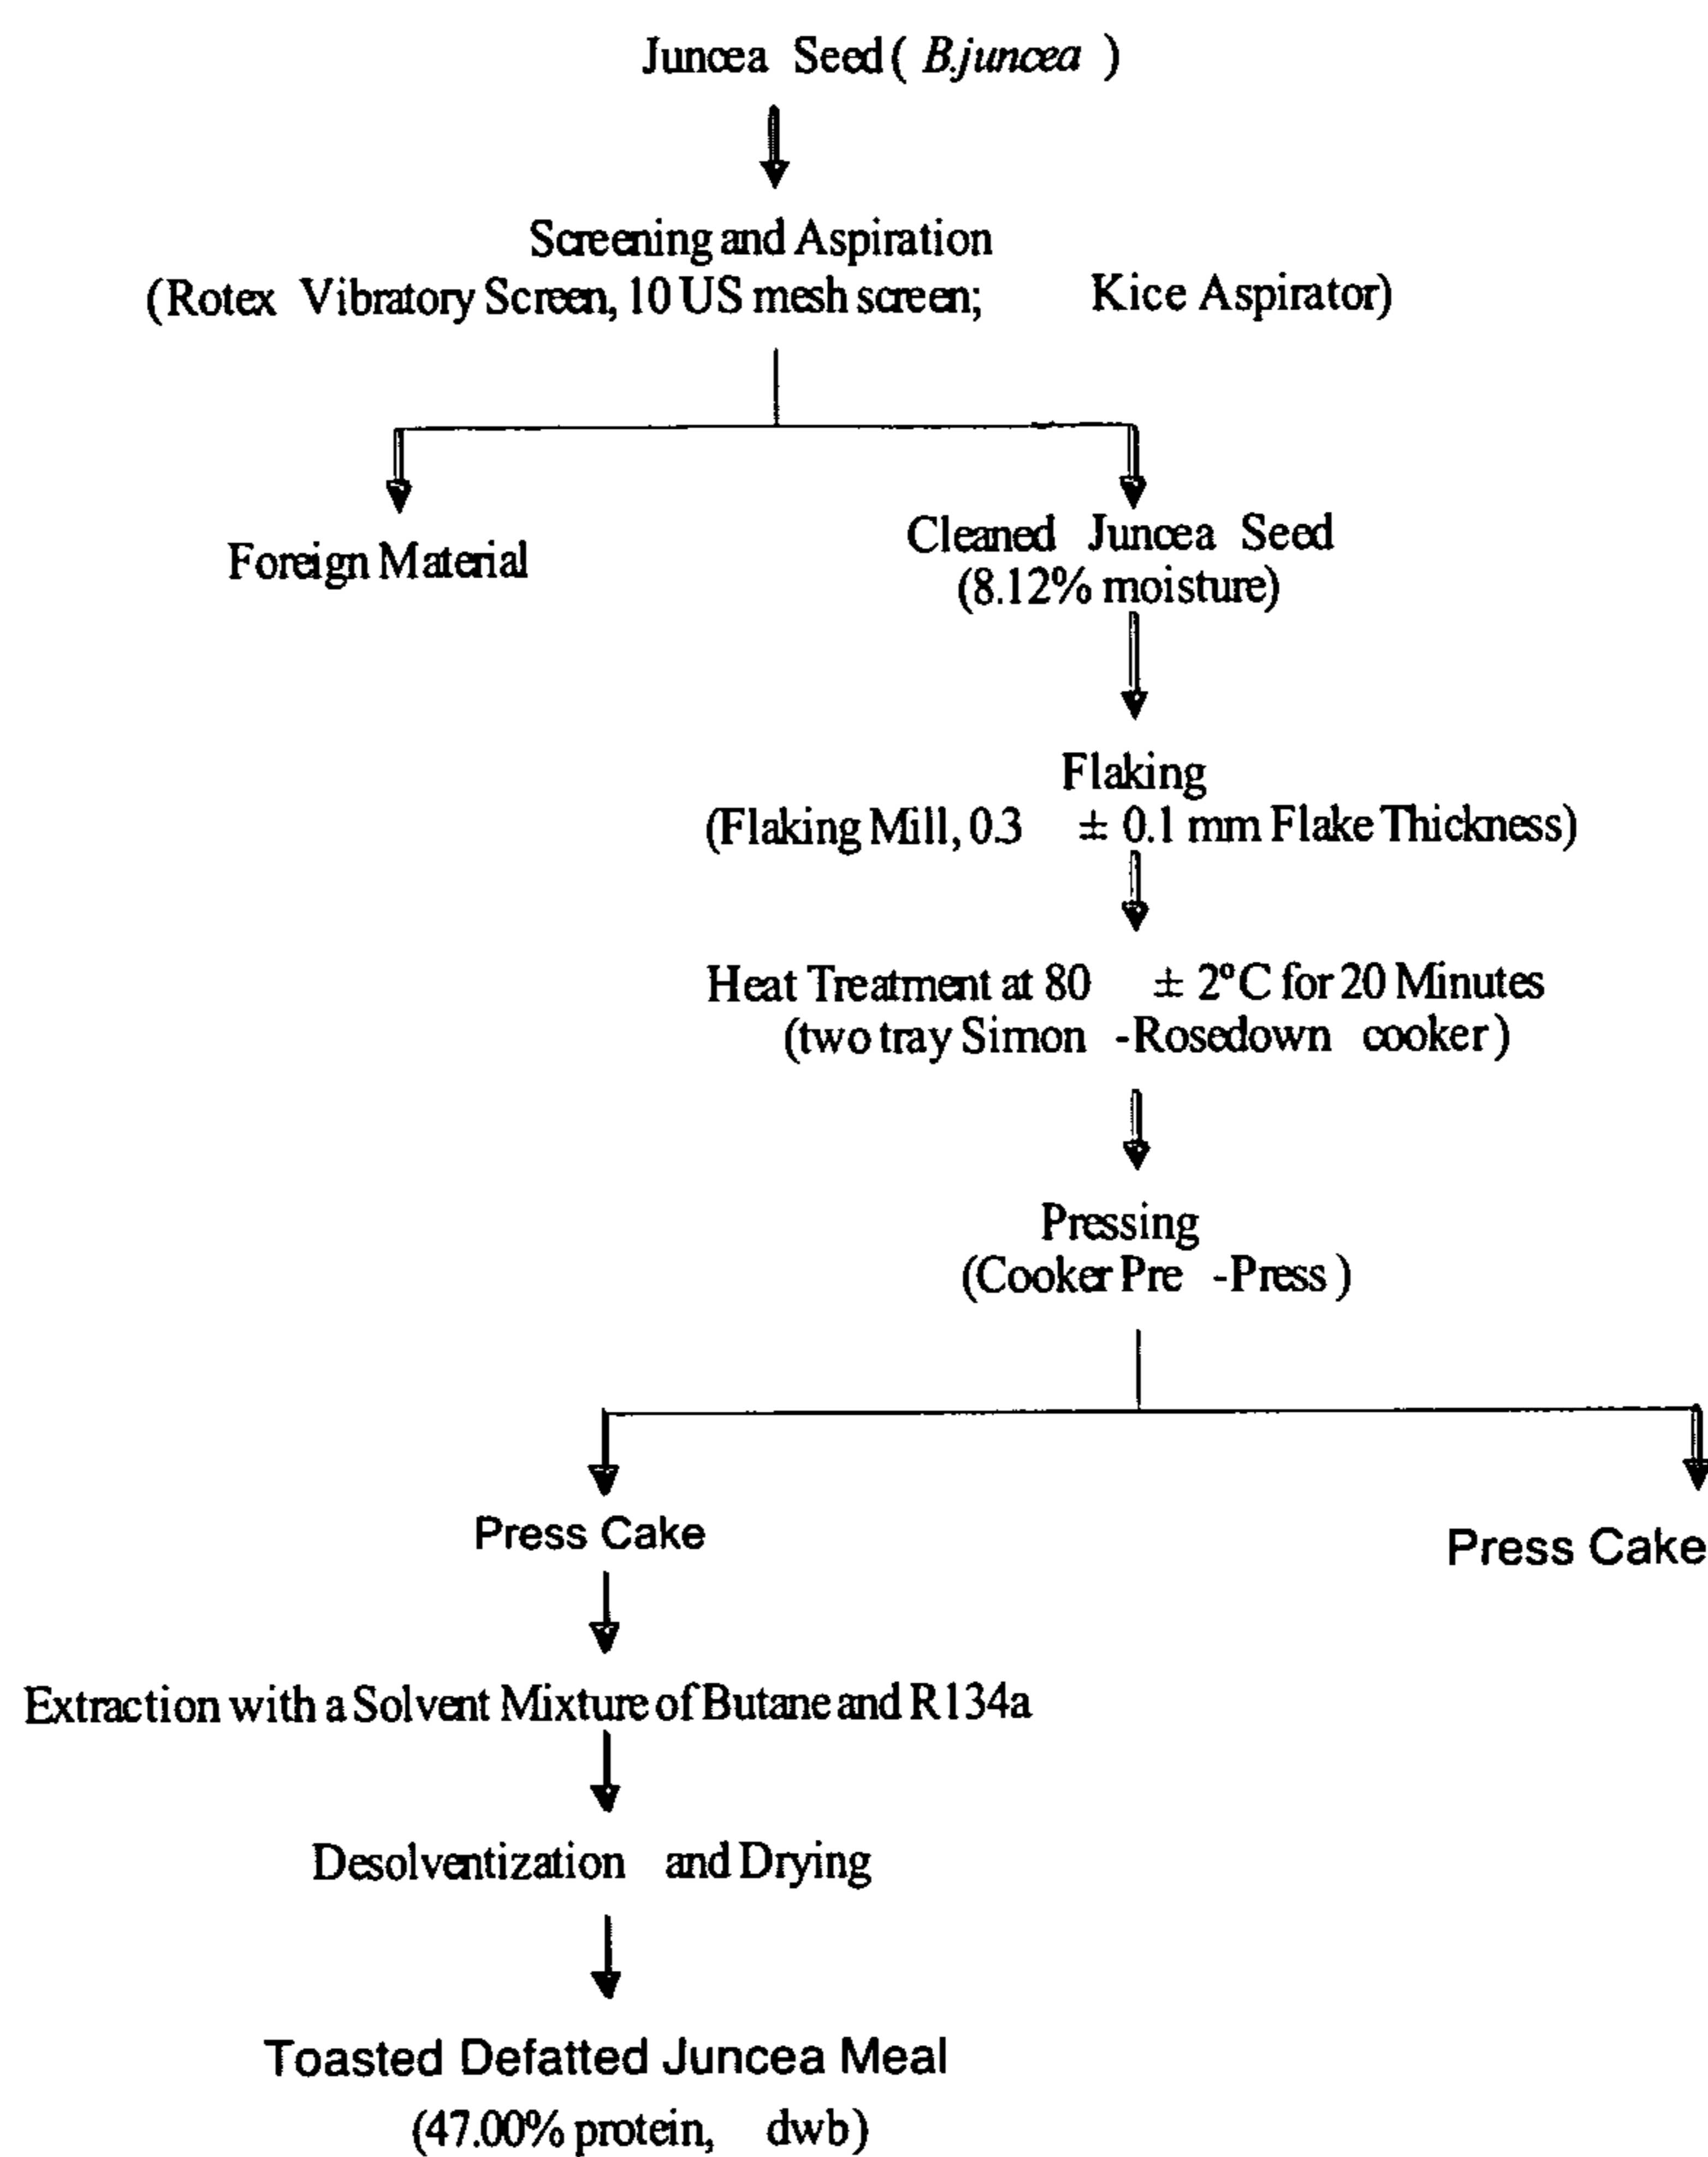 Juncea Seed ( B.juncea )
Screening and Aspiration
(Rotex Vibratory Screen, 10 US mesh screen; Kice Aspirator)
Foreign Material
Cleaned Juncea Seed
(8.12% moisture)
Flaking
(Flaking Mill, 0.3 ± 0.1 mm Flake Thickness)
Heat Treatment at 80 ± 2°C for 20 Minutes
(two tray Simon -Rosedown cooker)
Pressing
(Cooker Pre -Press)
Press Cake
Press Cake
Extraction with a Solvent Mixture of Butane and R134a
Desolventization and Drying
Toasted Defatted Juncea Meal
(47.00% protein, dwb)